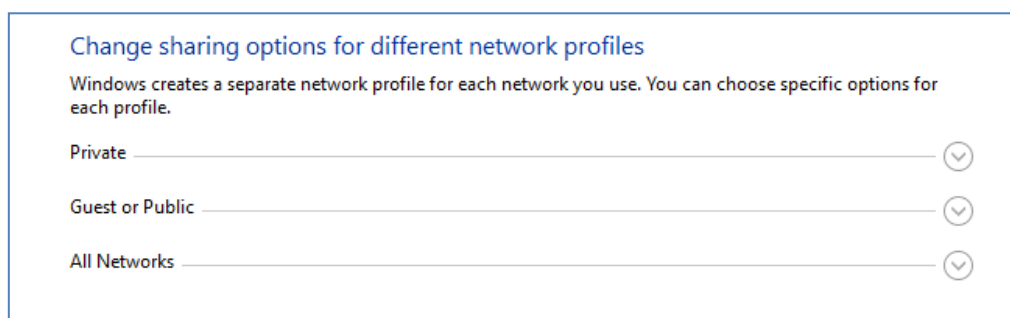 Change sharing options for different network profiles
Windows creates a separate network profile for each network you use. You can choose specific options for
each profile.
Private
Guest or Public
All Networks